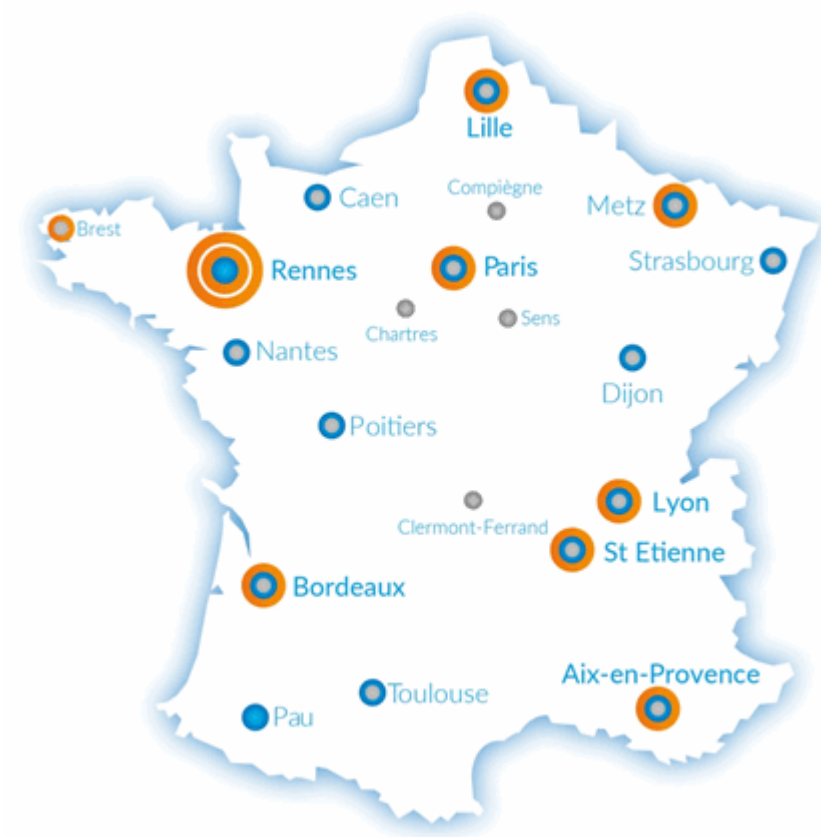 Lille
Compiègne
Caen
Metz
Brest
Strasbourg
Rennes
Paris
Sens
Chartres
Nantes
Dijon
Poitiers
Lyon
Clermont-Ferrand
St Etienne
Bordeaux
Aix-en-Provence
Toulouse
Pau